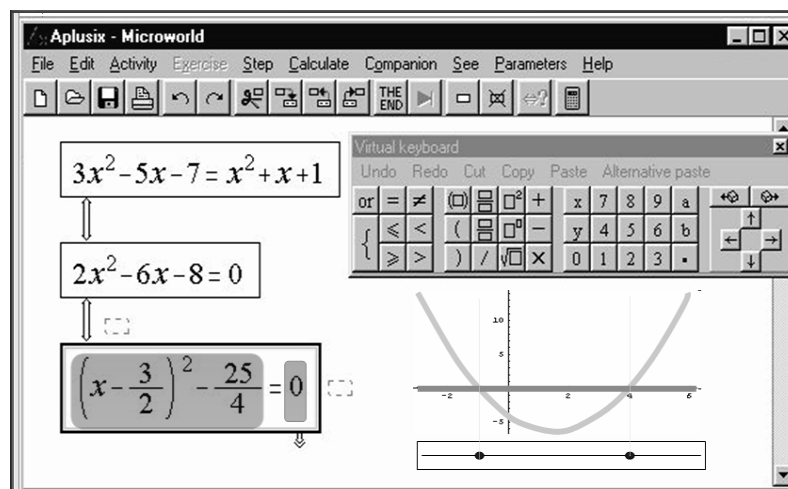 Aplusix - Microworld
File Edit Activity Exercise Step Calculate Companion See Parameters Help
THE END
3x² - 5x - 7 = x² + x + 1
2x² - 6x - 8 = 0
(x - 3/2)² - 25/4 = 0
Virtual keyboard
Undo Redo Cut Copy Paste Alternative paste
or = ≠ (□) □² + x 7 8 9 a
{ ⩽ < ( □° - y 4 5 6 b
⩾ > ) / √□ × 0 1 2 3 .
10
5
-2 2 4 6
-5